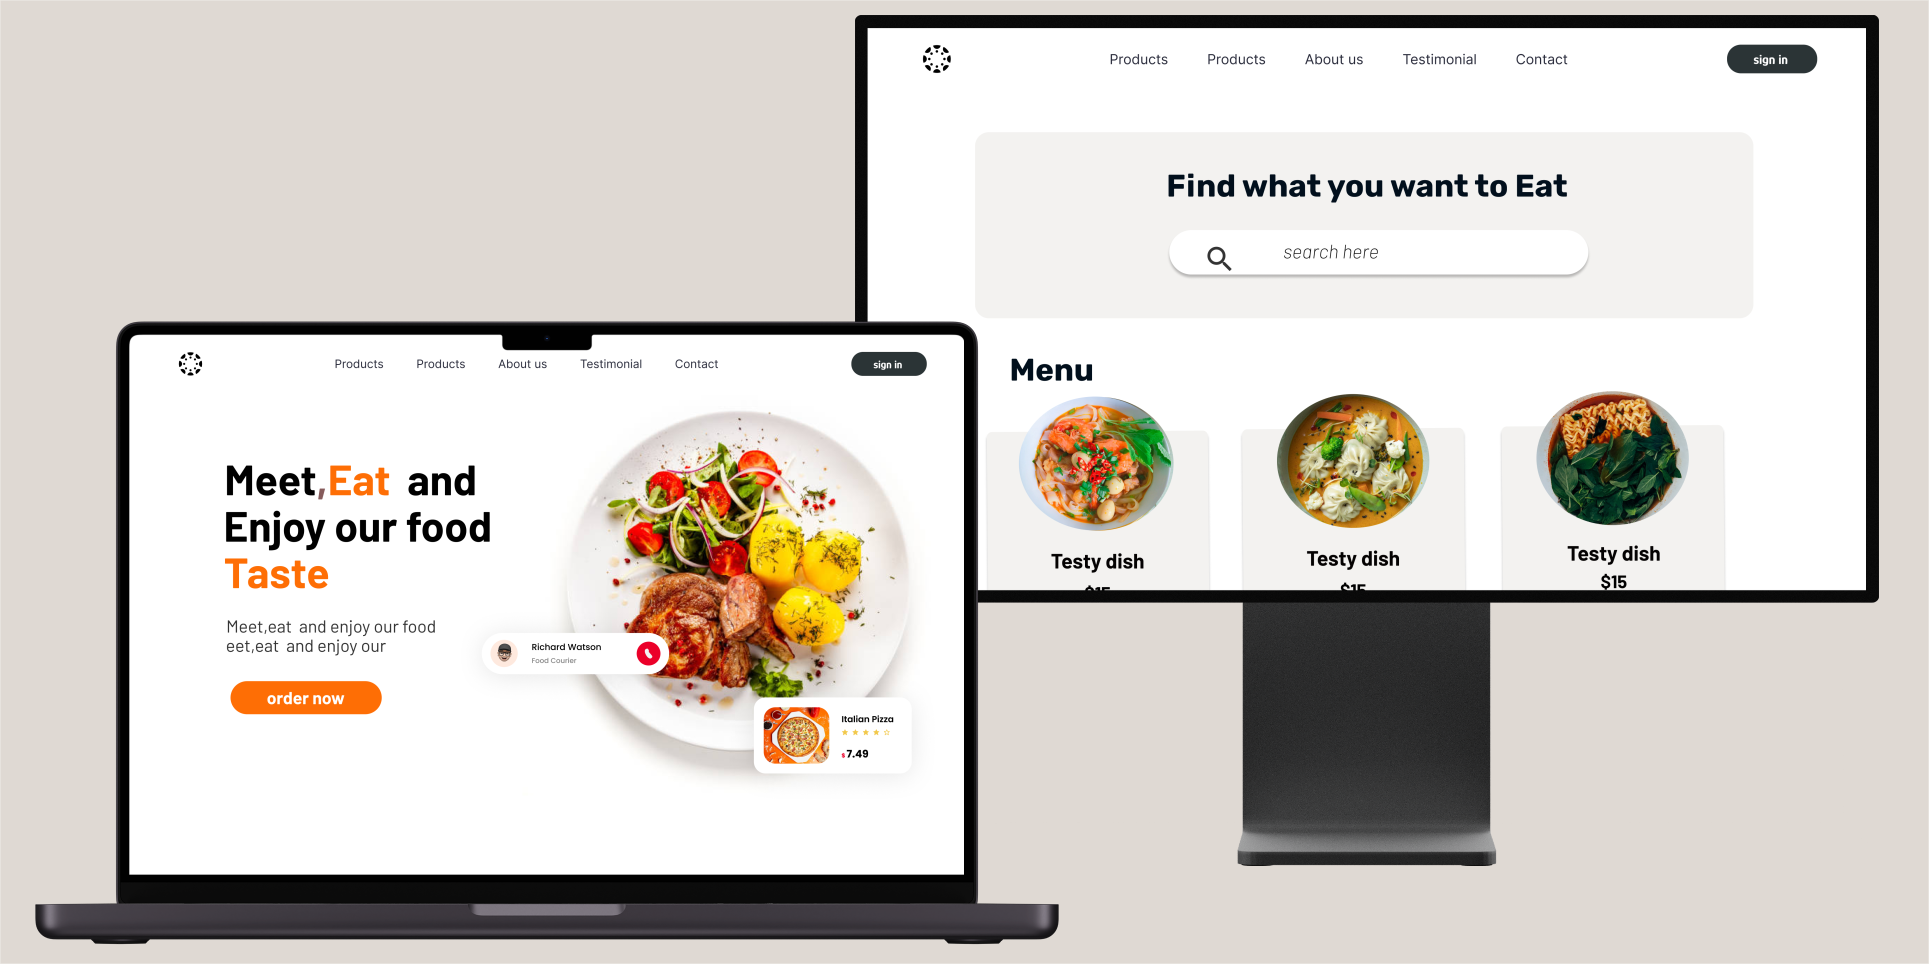 Products Products About us Testimonial Contact sign in
Find what you want to Eat
search here
Menu
Testy dish
$15
Testy dish
$15
Testy dish
$15
Products Products About us Testimonial Contact sign in
Meet,Eat and
Enjoy our food
Taste
Meet,eat and enjoy our food
eet,eat and enjoy our
order now
Richard Watson
Food Courier
Italian Pizza
$7.49